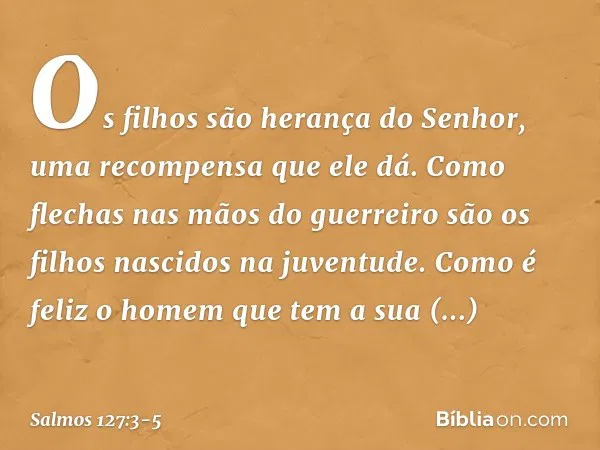 Os filhos são herança do Senhor,
uma recompensa que ele dá. Como
flechas nas mãos do guerreiro são os
filhos nascidos na juventude. Como é
feliz o homem que tem a sua (...)
Salmos 127:3-5
Bíbliaon.com